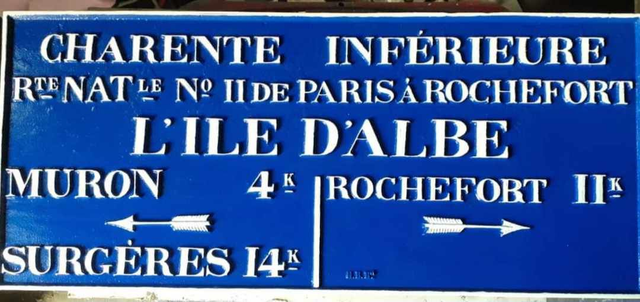 CHARENTE INFÉRIEURE
RTE NATLE No 11 DE PARIS À ROCHEFORT
L'ILE D'ALBE
MURON 4K
ROCHEFORT 11K
SURGÈRES 14K